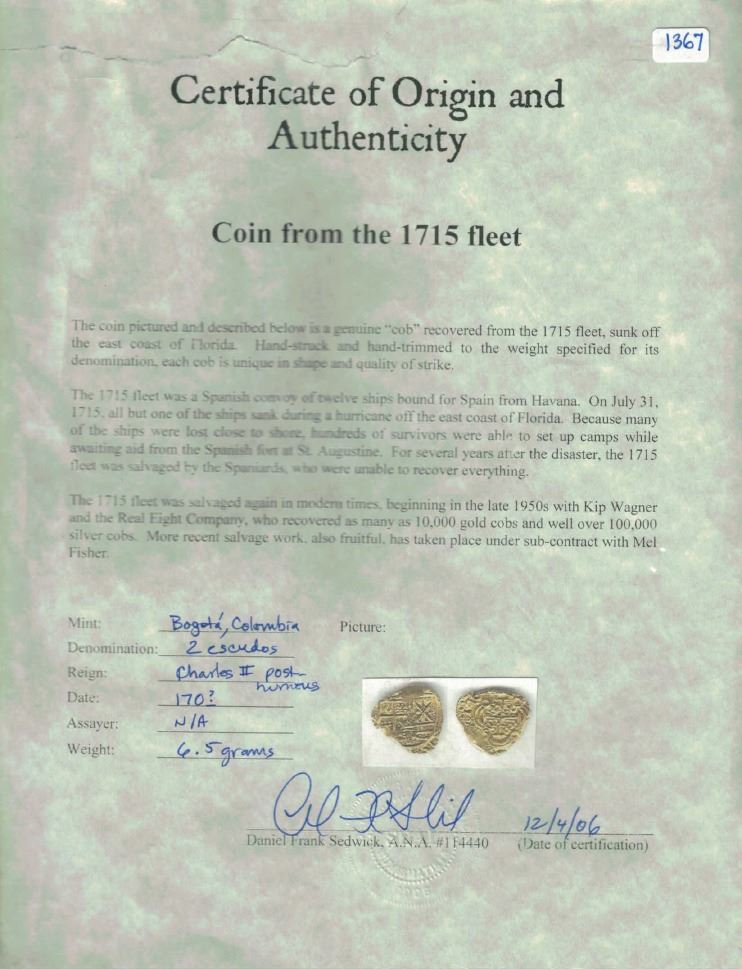 1367
Certificate of Origin and
Authenticity
Coin from the 1715 fleet
The coin pictured and described below is a genuine “cob” recovered from the 1715 fleet, sunk off
the east coast of Florida. Hand-struck and hand-trimmed to the weight specified for its
denomination, each cob is unique in shape and quality of strike.
The 1715 fleet was a Spanish convoy of twelve ships bound for Spain from Havana. On July 31,
1715, all but one of the ships sank during a hurricane off the east coast of Florida. Because many
of the ships were lost close to shore, hundreds of survivors were able to set up camps while
awaiting aid from the Spanish fort at St. Augustine. For several years after the disaster, the 1715
fleet was salvaged by the Spaniards, who were unable to recover everything.
The 1715 fleet was salvaged again in modern times, beginning in the late 1950s with Kip Wagner
and the Real Eight Company, who recovered as many as 10,000 gold cobs and well over 100,000
silver cobs. More recent salvage work, also fruitful, has taken place under sub-contract with Mel
Fisher.
Mint: Bogotá, Colombia Picture:
Denomination: 2 escudos
Reign: Charles II post-
humous
Date: 170?
Assayer: N/A
Weight: 6.5 grams
12/4/06
Daniel Frank Sedwick, A.N.A. #114440 (Date of certification)